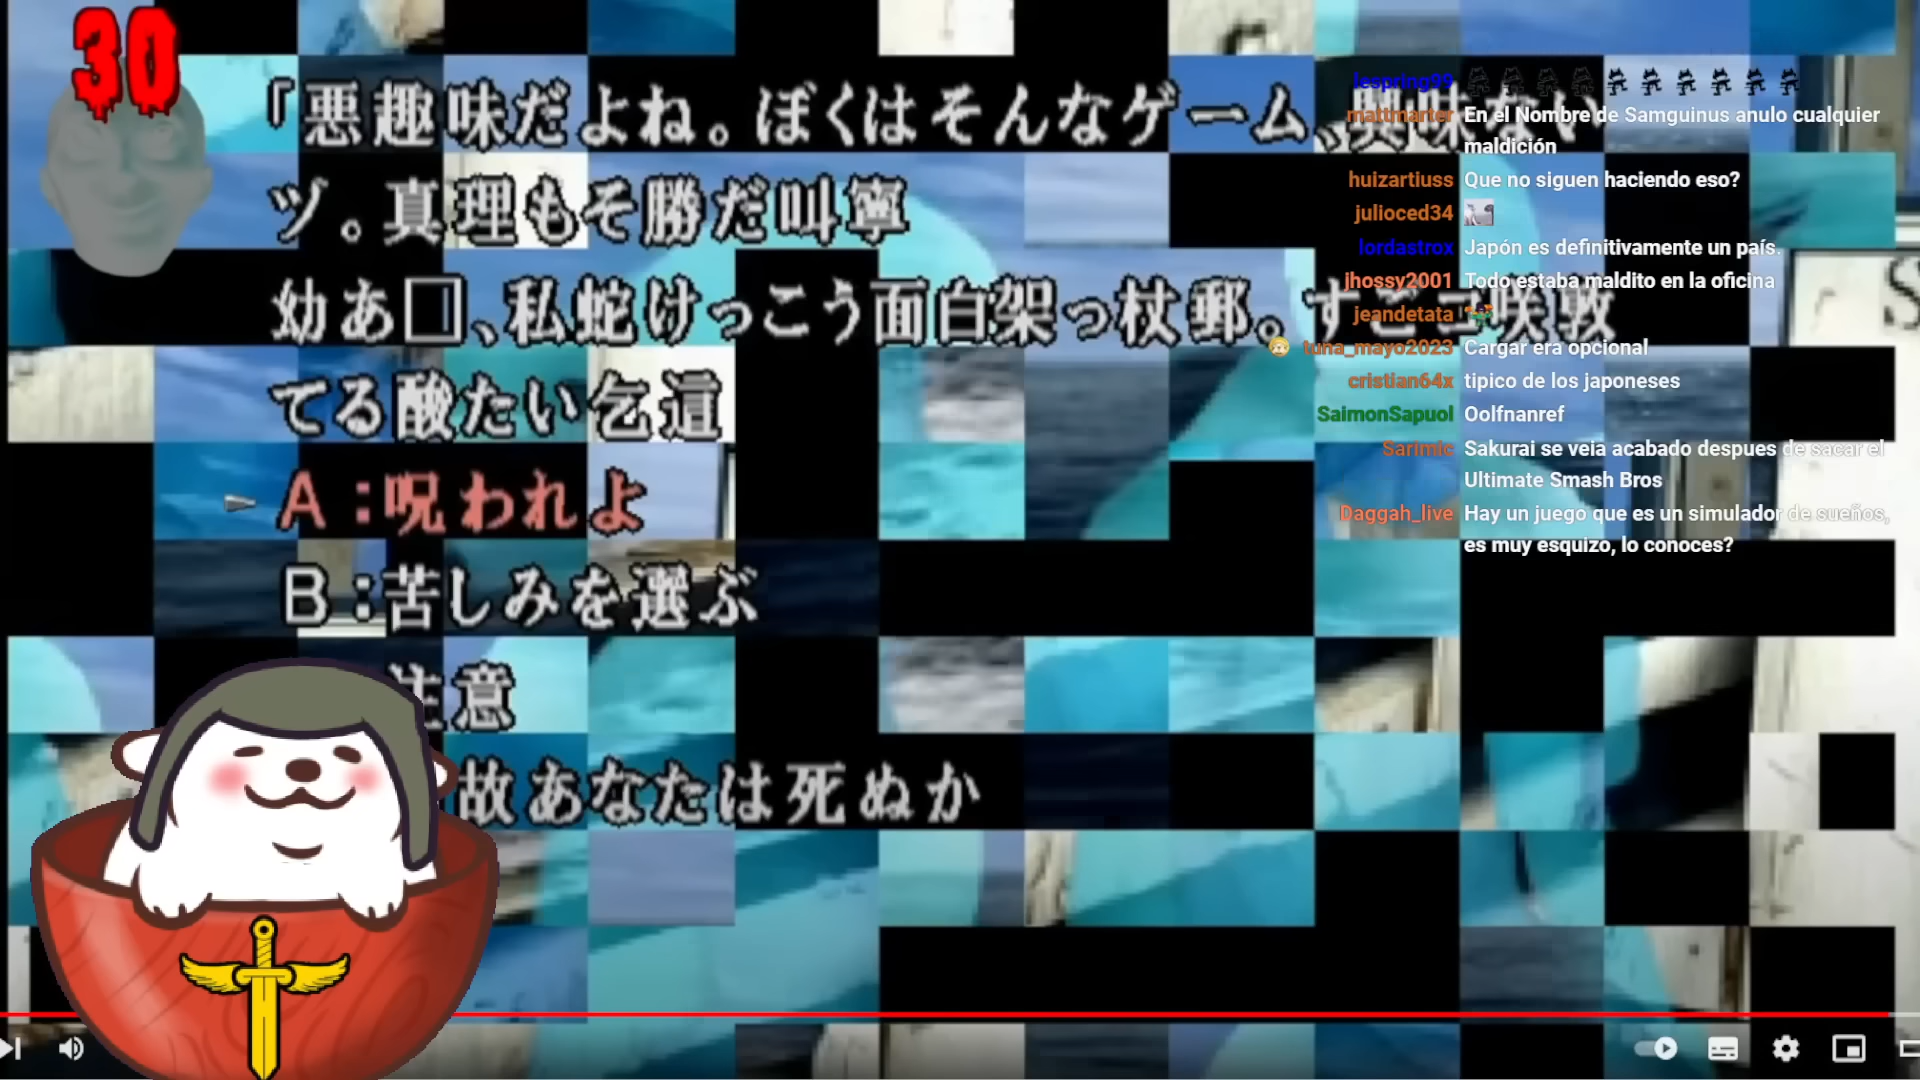 30
「悪趣味だよね。ぼくはそんなゲーム、興味ない
ツ。真理もそ勝だ叫寧
幼あ□、私蛇けっこう面白架っ杖郵。すごコ咲敦
てる酸たい乞這
A:呪われよ
B:苦しみを選ぶ
注意
故あなたは死ぬか
lespring99
mattmarter En el Nombre de Samguinus anulo cualquier
maldición
huizartiuss Que no siguen haciendo eso?
julioced34
lordastrox Japón es definitivamente un país.
jhossy2001 Todo estaba maldito en la oficina
jeandetata
tuna_mayo2023 Cargar era opcional
cristian64x tipico de los japoneses
SaimonSapuol Oolfnanref
Sarimic Sakurai se veia acabado despues de sacar el
Ultimate Smash Bros
Daggah_live Hay un juego que es un simulador de sueños,
es muy esquizo, lo conoces?
S